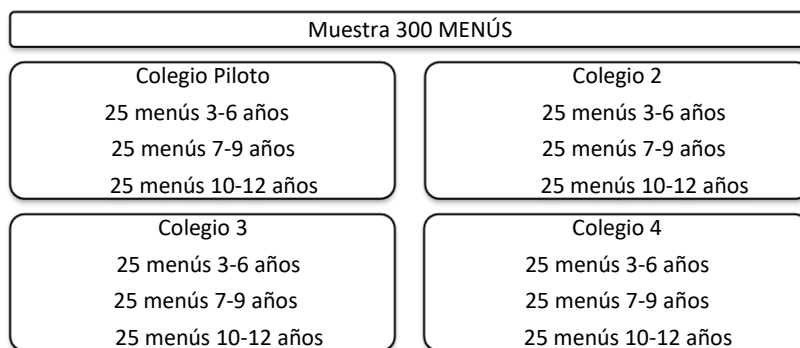 Muestra 300 MENÚS
Colegio Piloto
25 menús 3-6 años
25 menús 7-9 años
25 menús 10-12 años
Colegio 2
25 menús 3-6 años
25 menús 7-9 años
25 menús 10-12 años
Colegio 3
25 menús 3-6 años
25 menús 7-9 años
25 menús 10-12 años
Colegio 4
25 menús 3-6 años
25 menús 7-9 años
25 menús 10-12 años